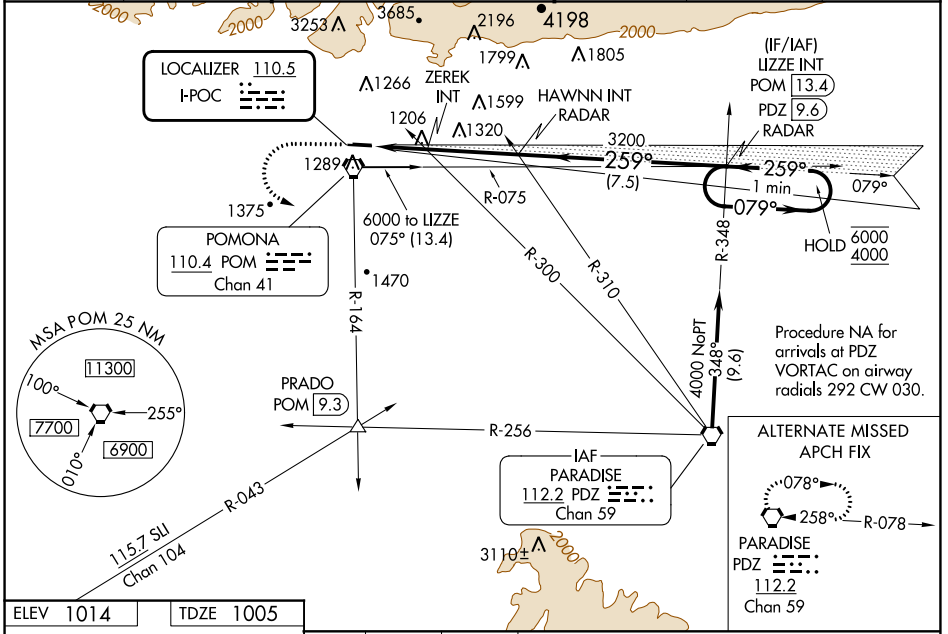 2000
3253
3685
2196
4198
2000
1799
1805
LOCALIZER 110.5
I-POC
1266
ZEREK
INT
1599
HAWNN INT
RADAR
(IF/IAF)
LIZZE INT
POM 13.4
PDZ 9.6
RADAR
1206
1320
3200
259°
(7.5)
259°
1 min
079°
079°
1289
R-075
6000 to LIZZE
075° (13.4)
1375
POMONA
110.4 POM
Chan 41
1470
R-164
R-300
R-310
R-348
HOLD 6000
4000
4000 NoPT
348°
(9.6)
Procedure NA for
arrivals at PDZ
VORTAC on airway
radials 292 CW 030.
MSA POM 25 NM
11300
100°
255°
7700
6900
010°
PRADO
POM 9.3
R-256
R-043
115.7 SLI
Chan 104
IAF
PARADISE
112.2 PDZ
Chan 59
3110±
2000
ALTERNATE MISSED
APCH FIX
078°
258°
R-078
PARADISE
PDZ
112.2
Chan 59
ELEV 1014
TDZE 1005